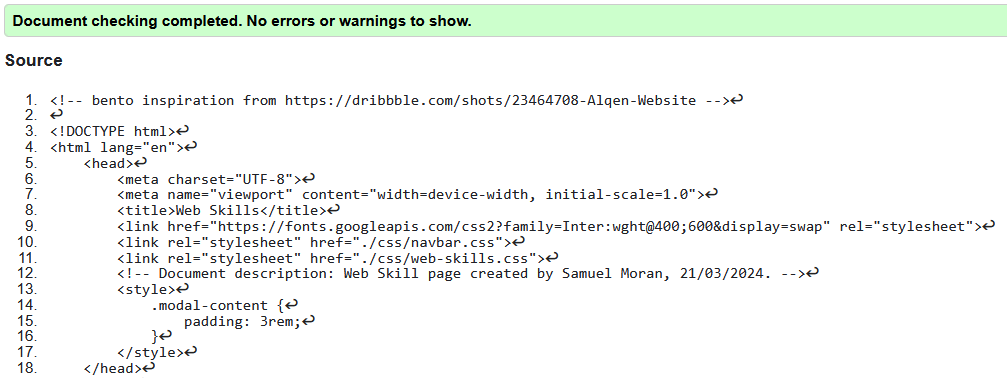 Document checking completed. No errors or warnings to show.
Source
1. <!-- bento inspiration from https://dribbble.com/shots/23464708-Alqen-Website -->↩
2. ↩
3. <!DOCTYPE html>↩
4. <html lang="en">↩
5.     <head>↩
6.         <meta charset="UTF-8">↩
7.         <meta name="viewport" content="width=device-width, initial-scale=1.0">↩
8.         <title>Web Skills</title>↩
9.         <link href="https://fonts.googleapis.com/css2?family=Inter:wght@400;600&display=swap" rel="stylesheet">↩
10.         <link rel="stylesheet" href="./css/navbar.css">↩
11.         <link rel="stylesheet" href="./css/web-skills.css">↩
12.         <!-- Document description: Web Skill page created by Samuel Moran, 21/03/2024. -->↩
13.         <style>↩
14.             .modal-content {↩
15.                 padding: 3rem;↩
16.             }↩
17.         </style>↩
18.     </head>↩